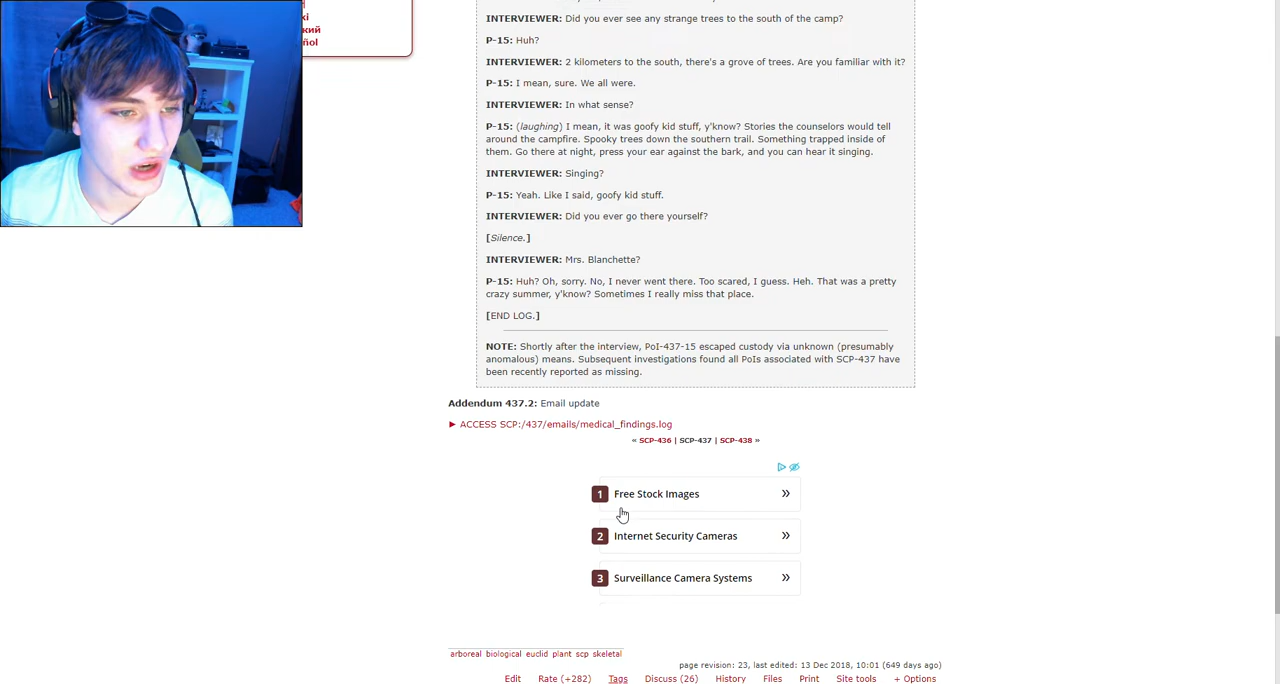 ский
ñol
INTERVIEWER: Did you ever see any strange trees to the south of the camp?
P-15: Huh?
INTERVIEWER: 2 kilometers to the south, there's a grove of trees. Are you familiar with it?
P-15: I mean, sure. We all were.
INTERVIEWER: In what sense?
P-15: (laughing) I mean, it was goofy kid stuff, y'know? Stories the counselors would tell
around the campfire. Spooky trees down the southern trail. Something trapped inside of
them. Go there at night, press your ear against the bark, and you can hear it singing.
INTERVIEWER: Singing?
P-15: Yeah. Like I said, goofy kid stuff.
INTERVIEWER: Did you ever go there yourself?
[Silence.]
INTERVIEWER: Mrs. Blanchette?
P-15: Huh? Oh, sorry. No, I never went there. Too scared, I guess. Heh. That was a pretty
crazy summer, y'know? Sometimes I really miss that place.
[END LOG.]
NOTE: Shortly after the interview, PoI-437-15 escaped custody via unknown (presumably
anomalous) means. Subsequent investigations found all PoIs associated with SCP-437 have
been recently reported as missing.
Addendum 437.2: Email update
► ACCESS SCP:/437/emails/medical_findings.log
« SCP-436 | SCP-437 | SCP-438 »
1 Free Stock Images »
2 Internet Security Cameras »
3 Surveillance Camera Systems »
arboreal biological euclid plant scp skeletal
page revision: 23, last edited: 13 Dec 2018, 10:01 (649 days ago)
Edit Rate (+282) Tags Discuss (26) History Files Print Site tools + Options